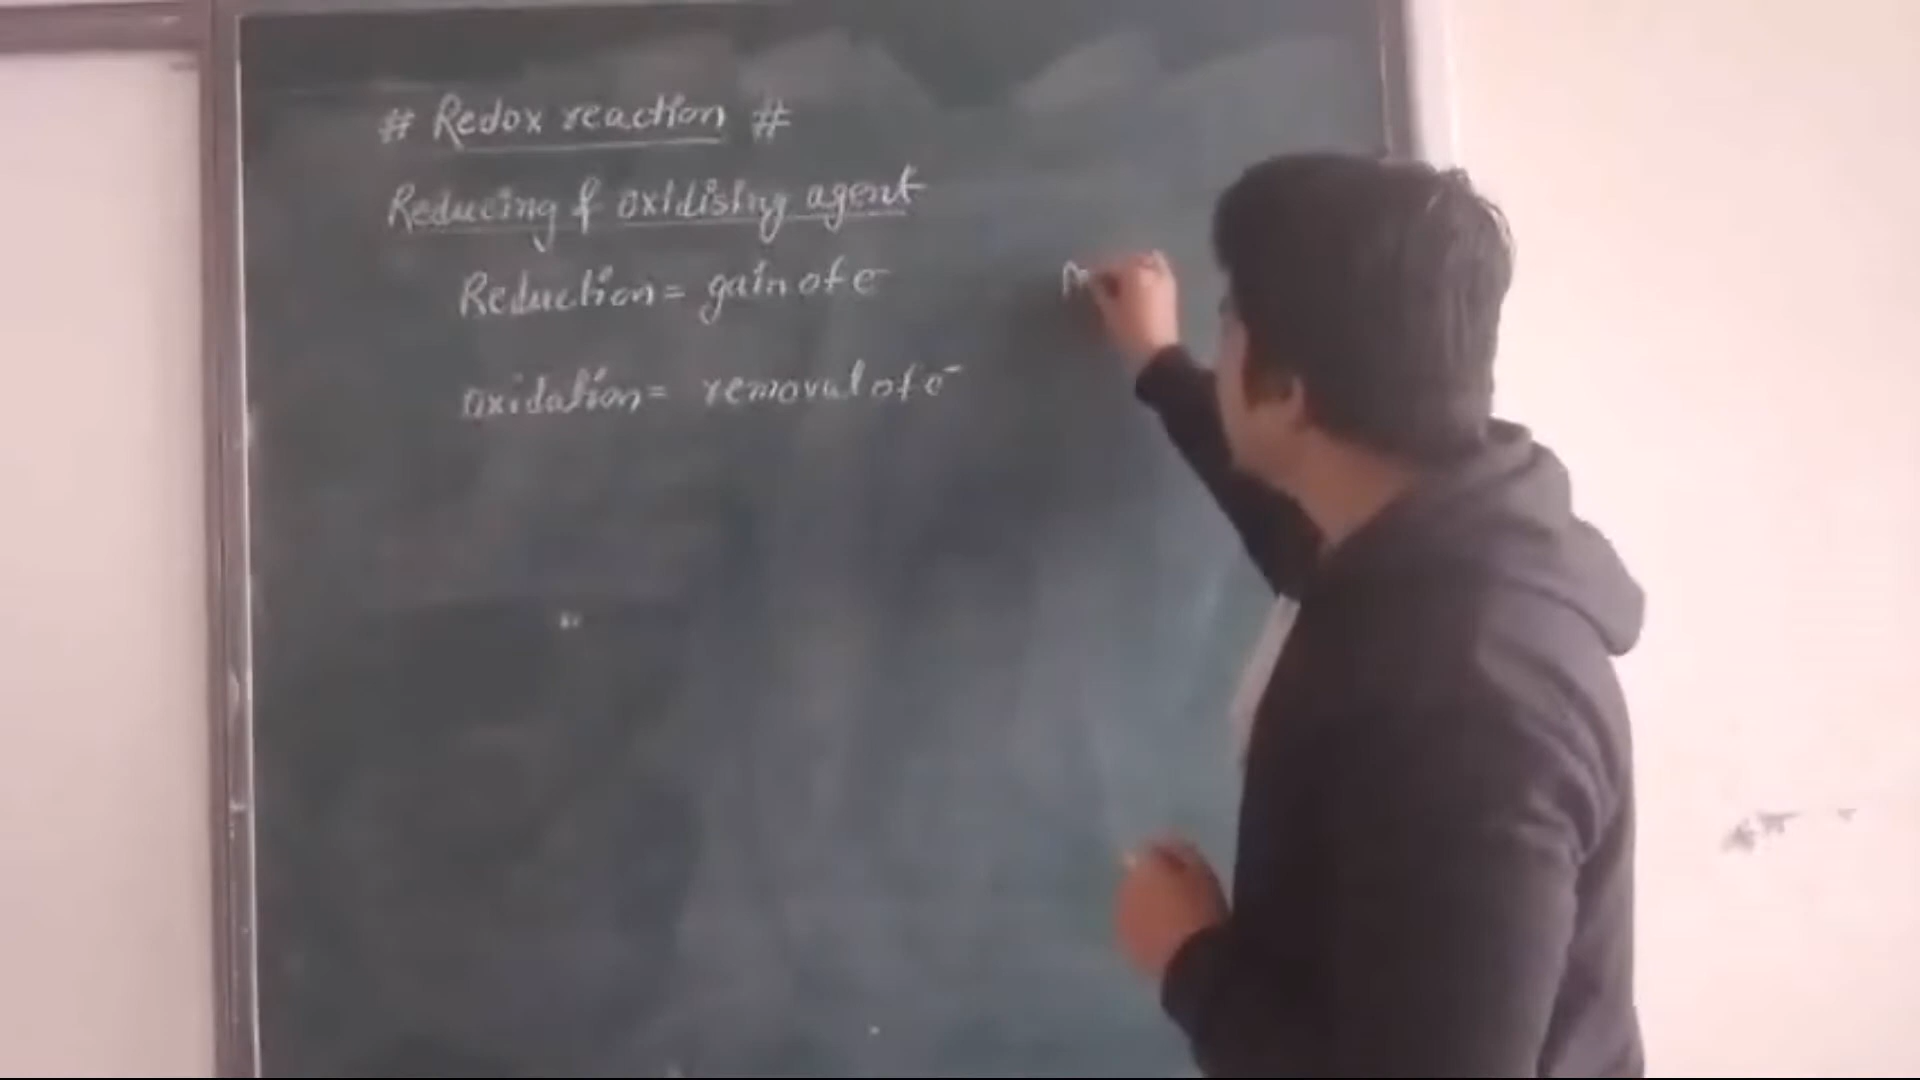 # Redox reaction #
Reducing & oxidising agent
Reduction = gain of e⁻
oxidation = removal of e⁻